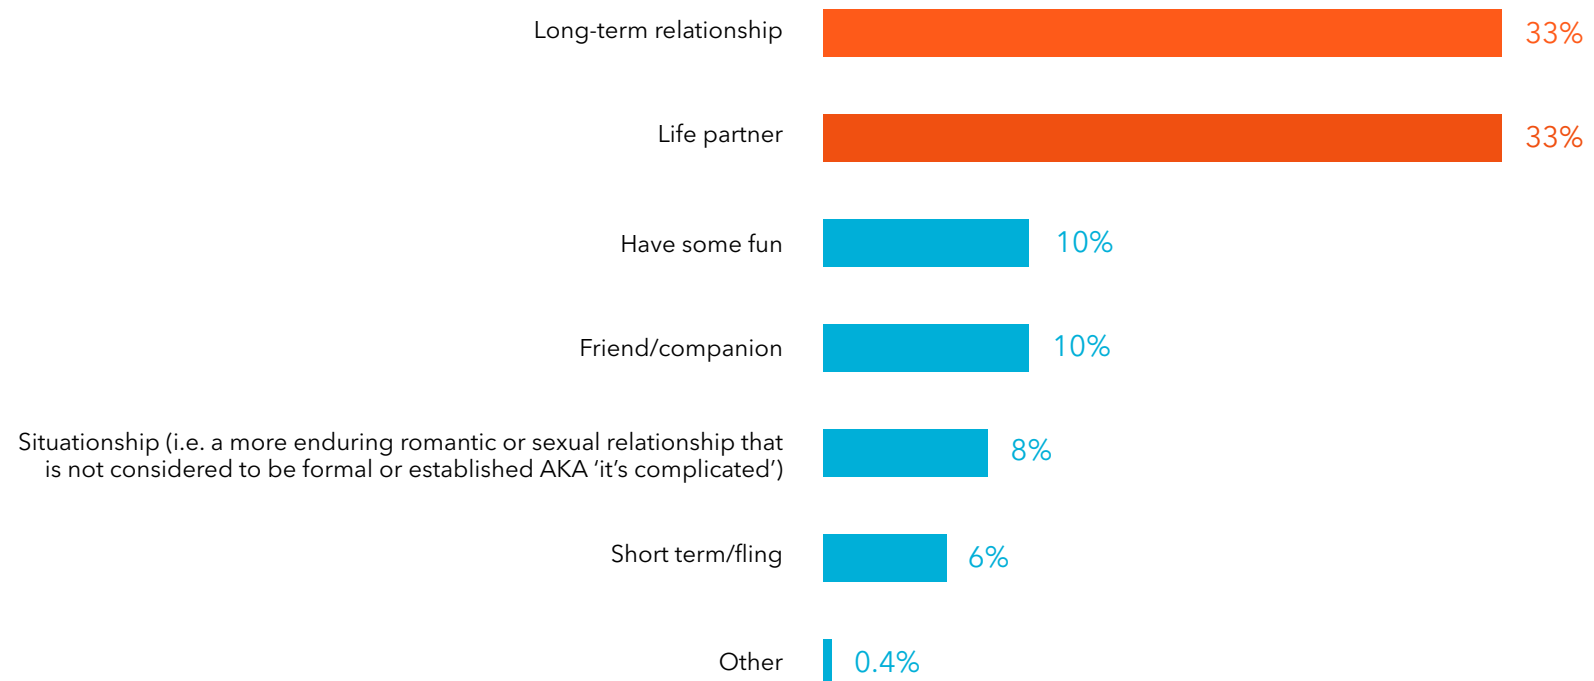 Long-term relationship 33%
Life partner 33%
Have some fun 10%
Friend/companion 10%
Situationship (i.e. a more enduring romantic or sexual relationship that
is not considered to be formal or established AKA ‘it’s complicated’) 8%
Short term/fling 6%
Other 0.4%